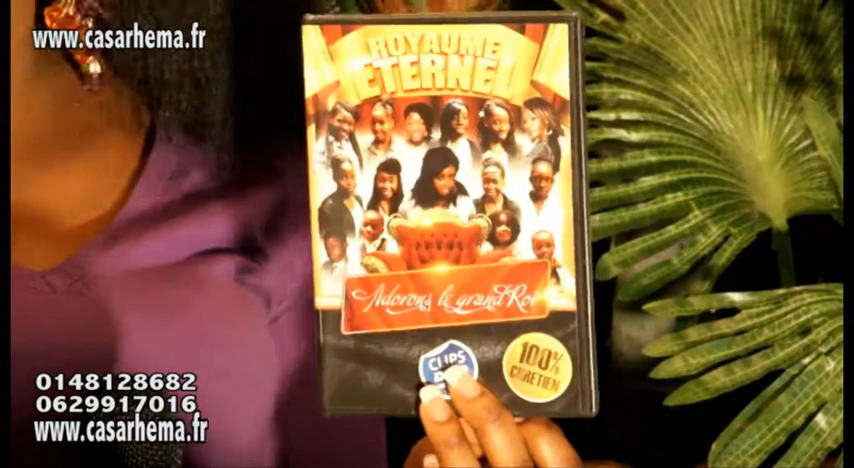 www.casarhema.fr
ROYAUME
ETERNEL
Adorons le grand Roi
CLIPS
100%
CHRETIEN
0148128682
0629917016
www.casarhema.fr